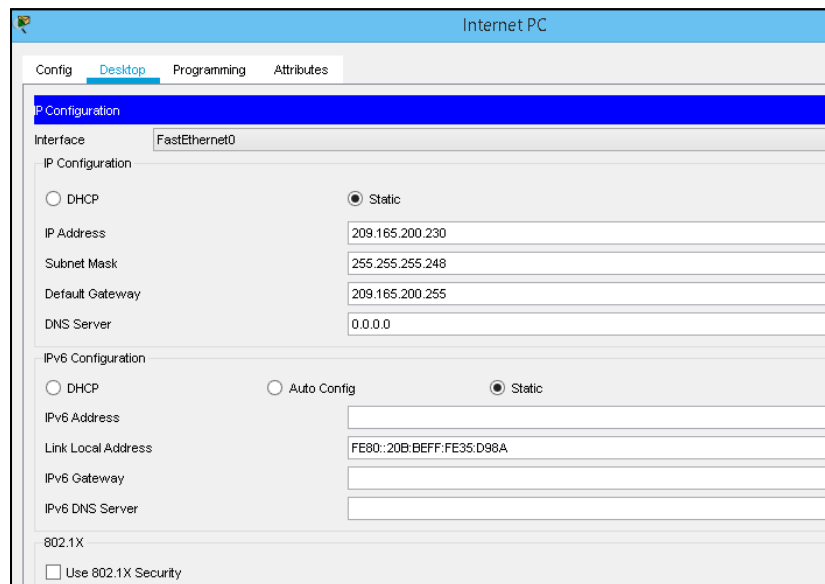 Internet PC
Config Desktop Programming Attributes
IP Configuration
Interface FastEthernet0
IP Configuration
DHCP Static
IP Address 209.165.200.230
Subnet Mask 255.255.255.248
Default Gateway 209.165.200.255
DNS Server 0.0.0.0
IPv6 Configuration
DHCP Auto Config Static
IPv6 Address
Link Local Address FE80::20B:BEFF:FE35:D98A
IPv6 Gateway
IPv6 DNS Server
802.1X
Use 802.1X Security